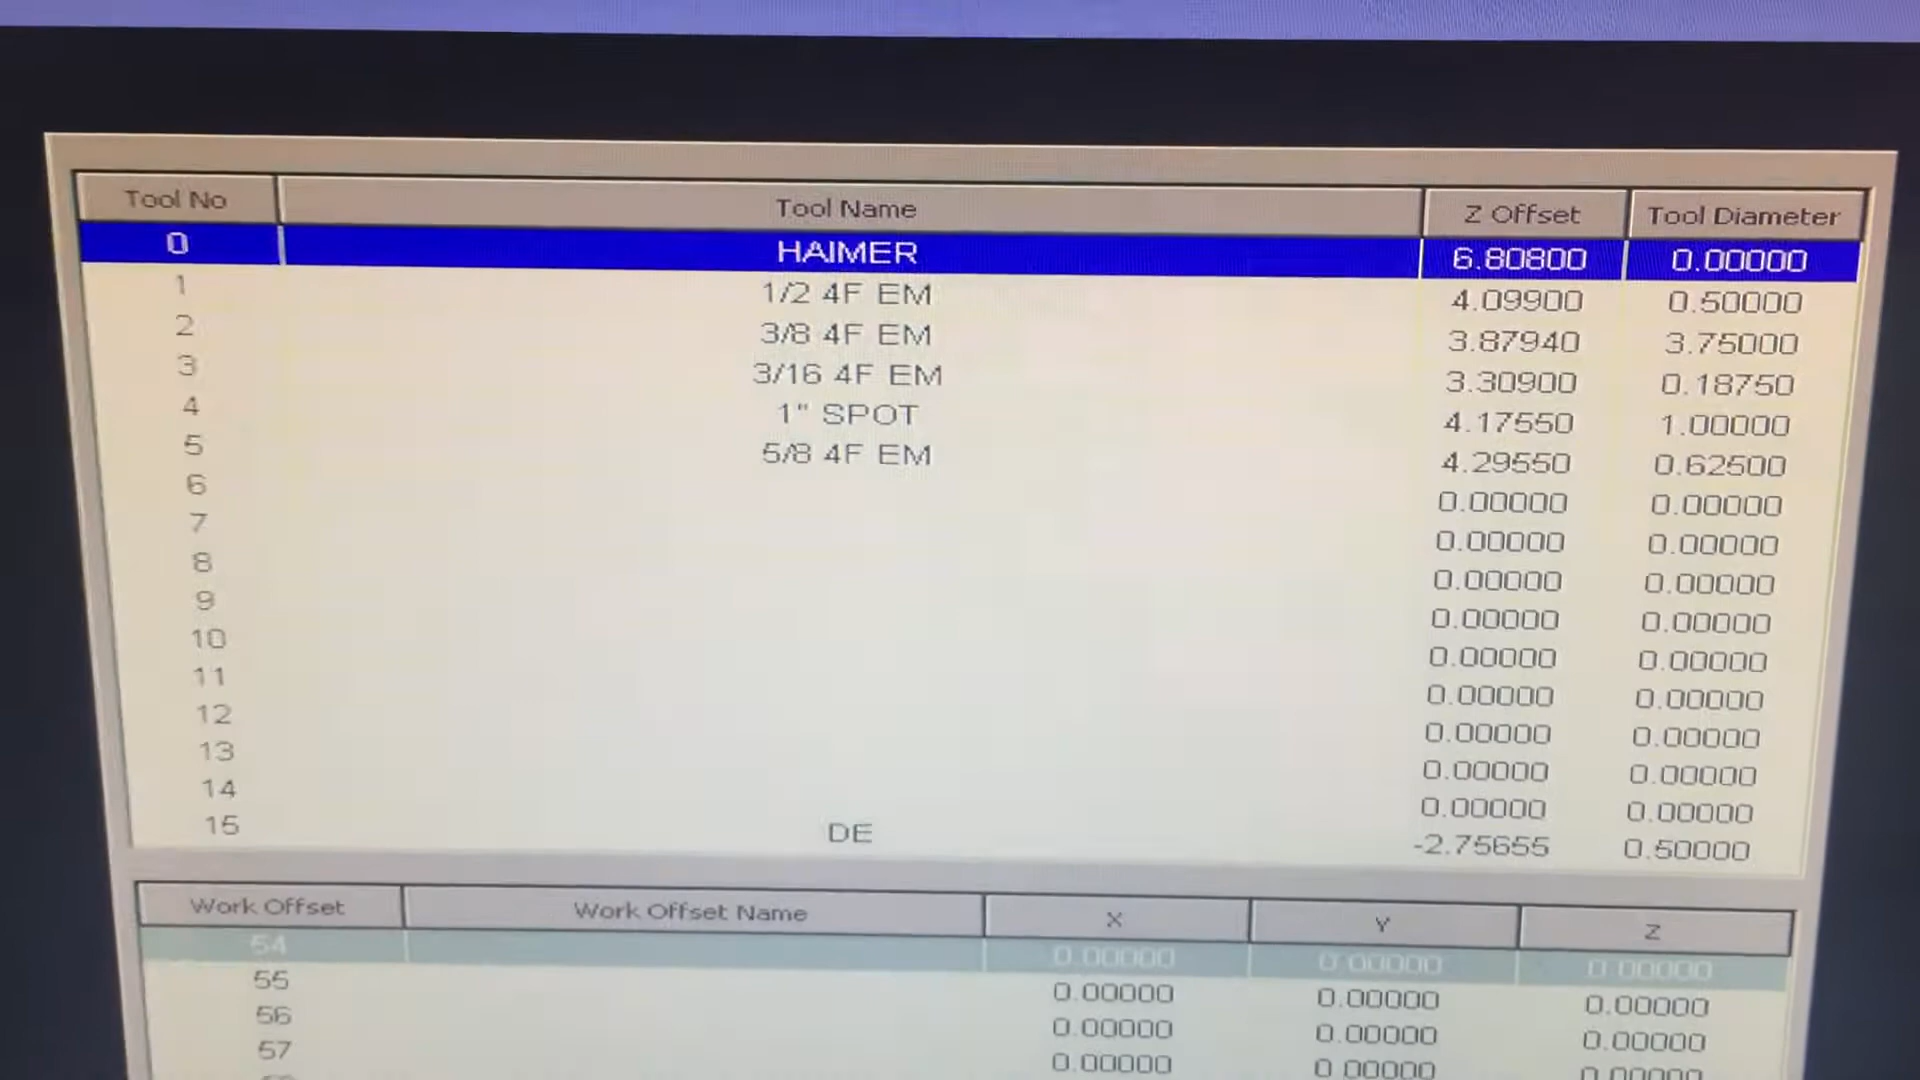 Tool No Tool Name Z Offset Tool Diameter
0 HAIMER 6.80800 0.00000
1 1/2 4F EM 4.09900 0.50000
2 3/8 4F EM 3.87940 3.75000
3 3/16 4F EM 3.30900 0.18750
4 1" SPOT 4.17550 1.00000
5 5/8 4F EM 4.29550 0.62500
6 0.00000 0.00000
7 0.00000 0.00000
8 0.00000 0.00000
9 0.00000 0.00000
10 0.00000 0.00000
11 0.00000 0.00000
12 0.00000 0.00000
13 0.00000 0.00000
14 0.00000 0.00000
15 DE -2.75655 0.50000
Work Offset Work Offset Name X Y Z
54 0.00000 0.00000 0.00000
55 0.00000 0.00000 0.00000
56 0.00000 0.00000 0.00000
57 0.00000 0.00000 0.00000